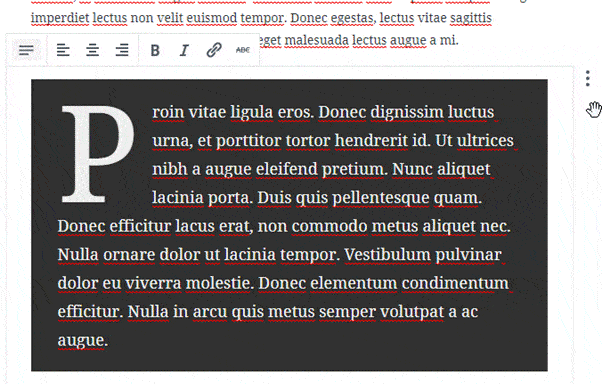 imperdiet lectus non velit euismod tempor. Donec egestas, lectus vitae sagittis
eget malesuada lectus augue a mi.
B I ABC
Proin vitae ligula eros. Donec dignissim luctus
urna, et porttitor tortor hendrerit id. Ut ultrices
nibh a augue eleifend pretium. Nunc aliquet
lacinia porta. Duis quis pellentesque quam.
Donec efficitur lacus erat, non commodo metus aliquet nec.
Nulla ornare dolor ut lacinia tempor. Vestibulum pulvinar
dolor eu viverra molestie. Donec elementum condimentum
efficitur. Nulla in arcu quis metus semper volutpat a ac
augue.